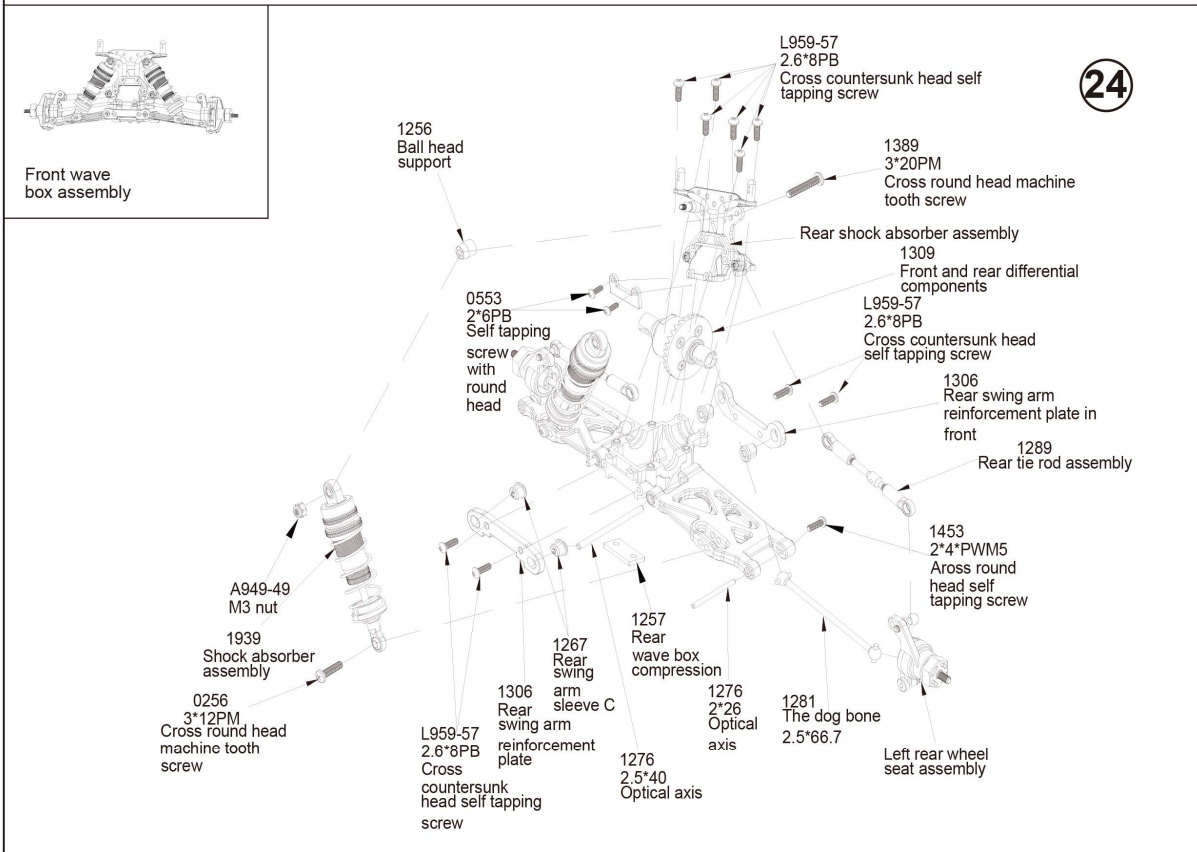 Front wave
box assembly
24
L959-57
2.6*8PB
Cross countersunk head self
tapping screw
1256
Ball head
support
1389
3*20PM
Cross round head machine
tooth screw
Rear shock absorber assembly
1309
Front and rear differential
components
0553
2*6PB
Self tapping
screw
with
round
head
L959-57
2.6*8PB
Cross countersunk head
self tapping screw
1306
Rear swing arm
reinforcement plate in
front
1289
Rear tie rod assembly
1453
2*4*PWM5
Aross round
head self
tapping screw
A949-49
M3 nut
1939
Shock absorber
assembly
0256
3*12PM
Cross round head
machine tooth
screw
L959-57
2.6*8PB
Cross
countersunk
head self tapping
screw
1306
Rear
swing arm
reinforcement
plate
1267
Rear
swing
arm
sleeve C
1276
2.5*40
Optical axis
1257
Rear
wave box
compression
1276
2*26
Optical
axis
1281
The dog bone
2.5*66.7
Left rear wheel
seat assembly